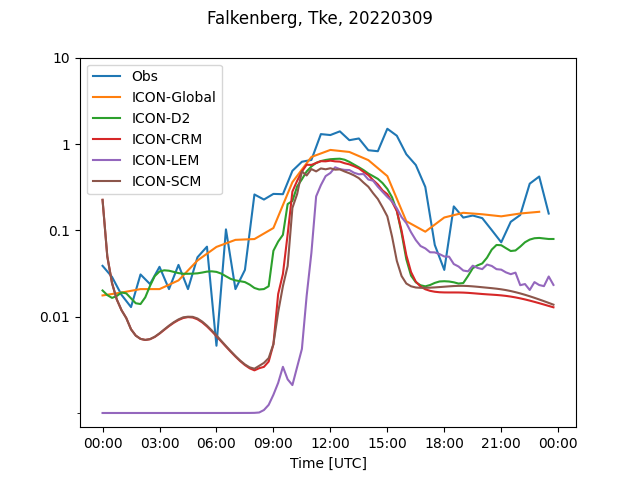 Falkenberg, Tke, 20220309
10
1
0.1
0.01
Obs
ICON-Global
ICON-D2
ICON-CRM
ICON-LEM
ICON-SCM
00:00 03:00 06:00 09:00 12:00 15:00 18:00 21:00 00:00
Time [UTC]